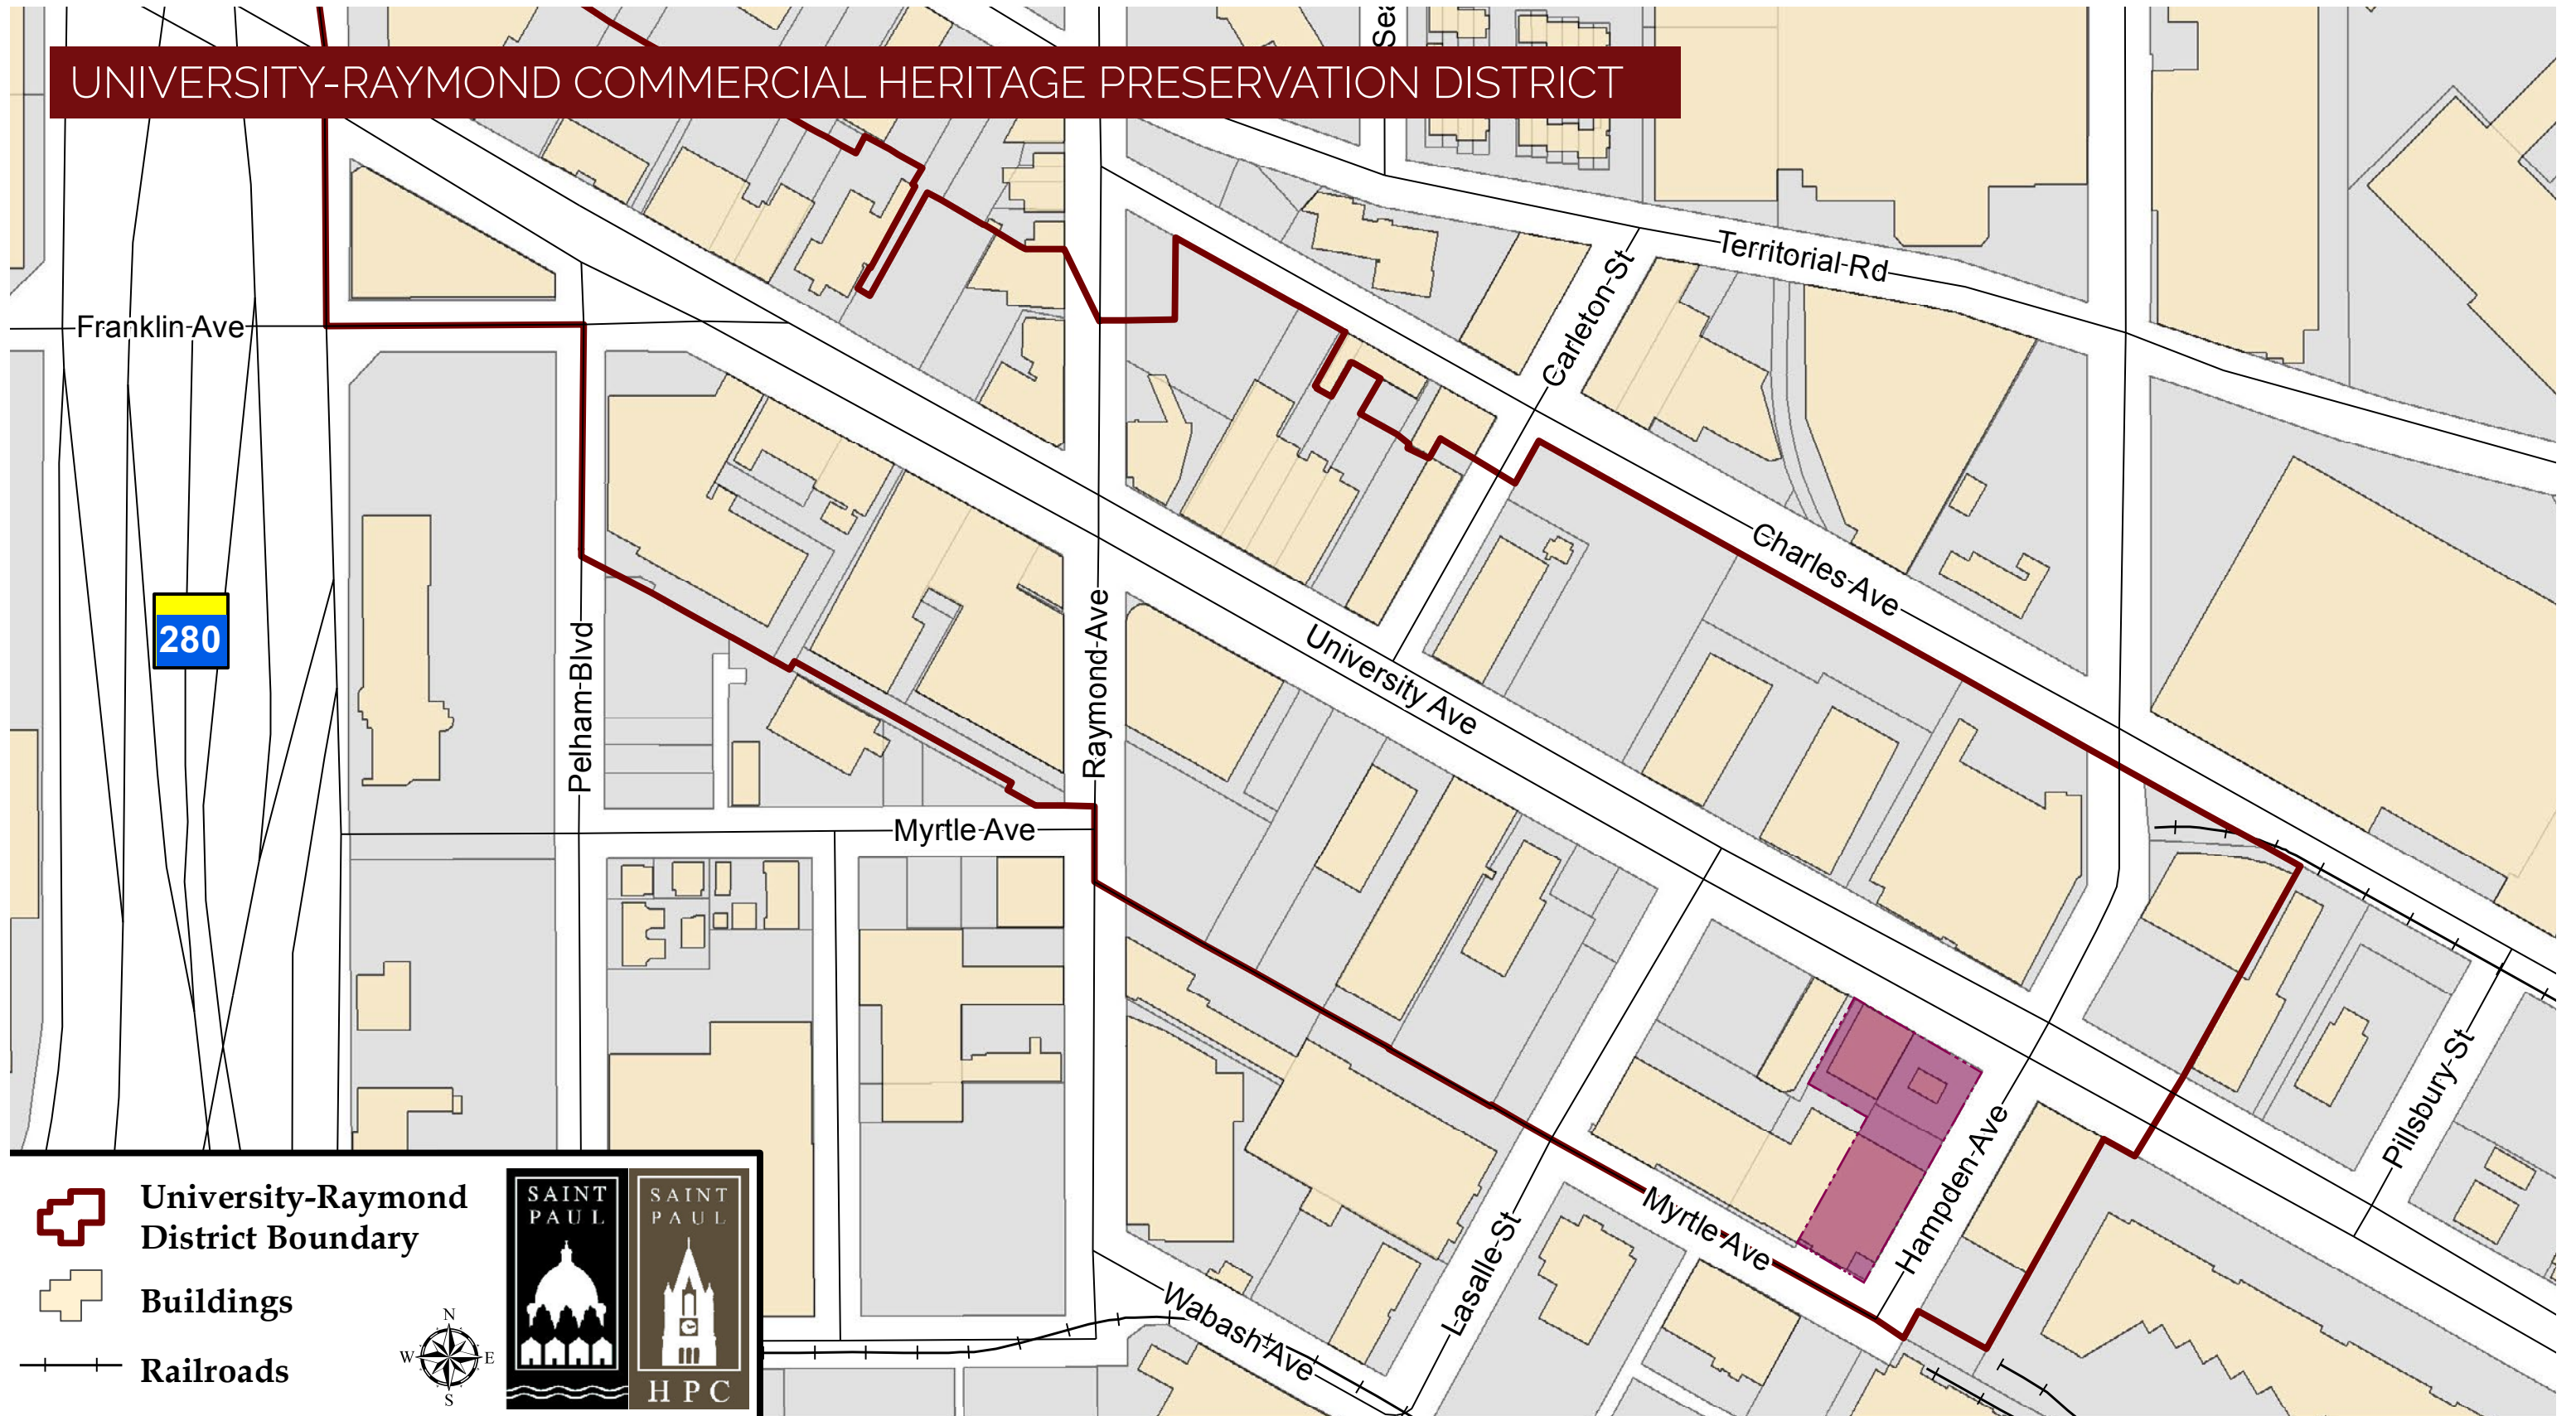 Sea
UNIVERSITY-RAYMOND COMMERCIAL HERITAGE PRESERVATION DISTRICT
Territorial Rd
Carleton St
Franklin Ave
Charles Ave
280
Pelham Blvd
Raymond Ave
University Ave
Myrtle Ave
Pillsbury St
Hampden Ave
Myrtle Ave
Lasalle St
Wabash Ave
University-Raymond
District Boundary
Buildings
Railroads
N
W
E
S
SAINT
PAUL
SAINT
PAUL
HPC